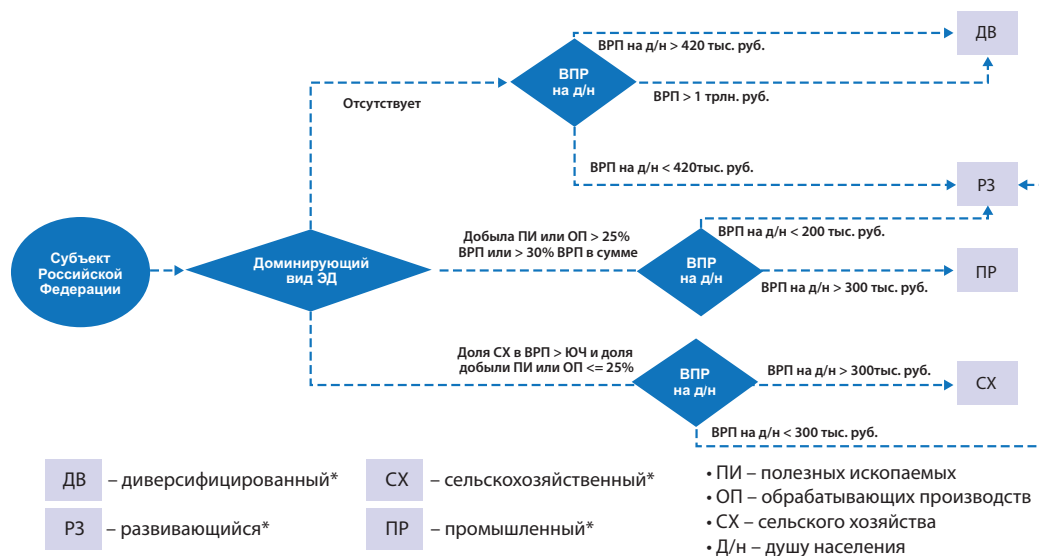 ВРП на д/н > 420 тыс. руб.
ДВ
ВПР
на д/н
Отсутствует
ВРП > 1 трлн. руб.
ВРП на д/н < 420тыс. руб.
РЗ
Субъект
Российской
Федерации
Доминирующий
вид ЭД
Добыла ПИ или ОП > 25%
ВРП или > 30% ВРП в сумме
ВПР
на д/н
ВРП на д/н < 200 тыс. руб.
ВРП на д/н > 300 тыс. руб.
ПР
Доля СХ в ВРП > ЮЧ и доля
добыли ПИ или ОП <= 25%
ВПР
на д/н
ВРП на д/н > 300тыс. руб.
СХ
ВРП на д/н < 300 тыс. руб.
ДВ – диверсифицированный*
СХ – сельскохозяйственный*
РЗ – развивающийся*
ПР – промышленный*
• ПИ – полезных ископаемых
• ОП – обрабатывающих производств
• СХ – сельского хозяйства
• Д/н – душу населения